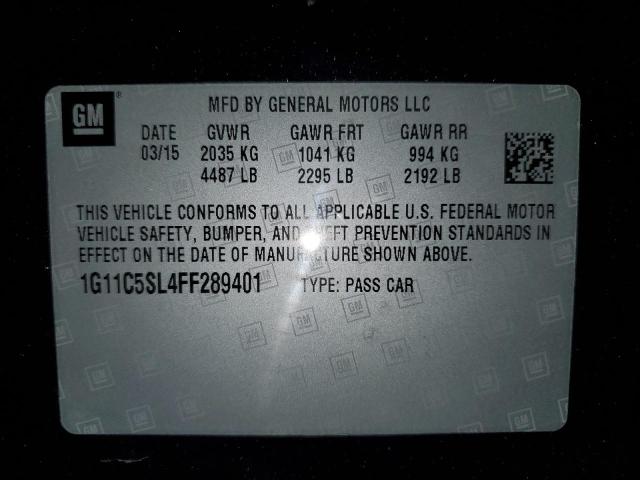 GM ®
MFD BY GENERAL MOTORS LLC
DATE GVWR GAWR FRT GAWR RR
03/15 2035 KG 1041 KG 994 KG
4487 LB 2295 LB 2192 LB
THIS VEHICLE CONFORMS TO ALL APPLICABLE U.S. FEDERAL MOTOR
VEHICLE SAFETY, BUMPER, AND THEFT PREVENTION STANDARDS IN
EFFECT ON THE DATE OF MANUFACTURE SHOWN ABOVE.
1G11C5SL4FF289401 TYPE: PASS CAR